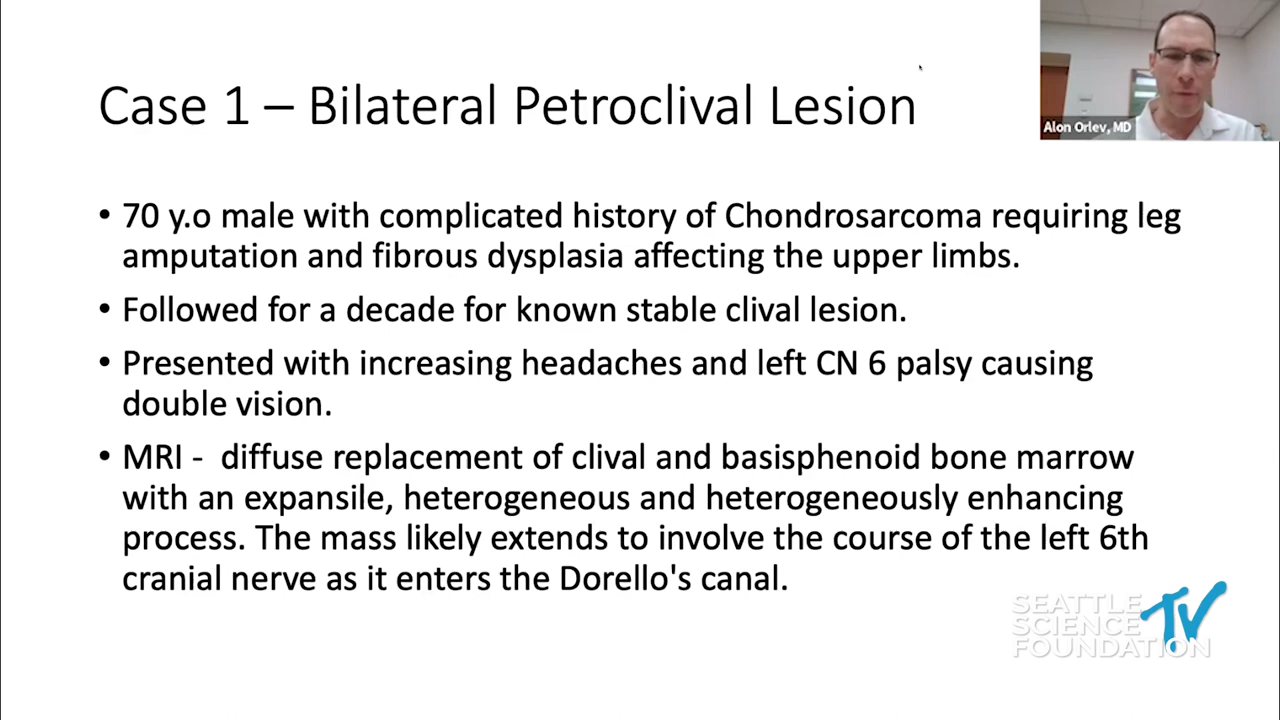 Case 1 – Bilateral Petroclival Lesion
Alon Orlev, MD
• 70 y.o male with complicated history of Chondrosarcoma requiring leg
amputation and fibrous dysplasia affecting the upper limbs.
• Followed for a decade for known stable clival lesion.
• Presented with increasing headaches and left CN 6 palsy causing
double vision.
• MRI - diffuse replacement of clival and basisphenoid bone marrow
with an expansile, heterogeneous and heterogeneously enhancing
process. The mass likely extends to involve the course of the left 6th
cranial nerve as it enters the Dorello's canal.
SEATTLE
SCIENCE
FOUNDATION
TV